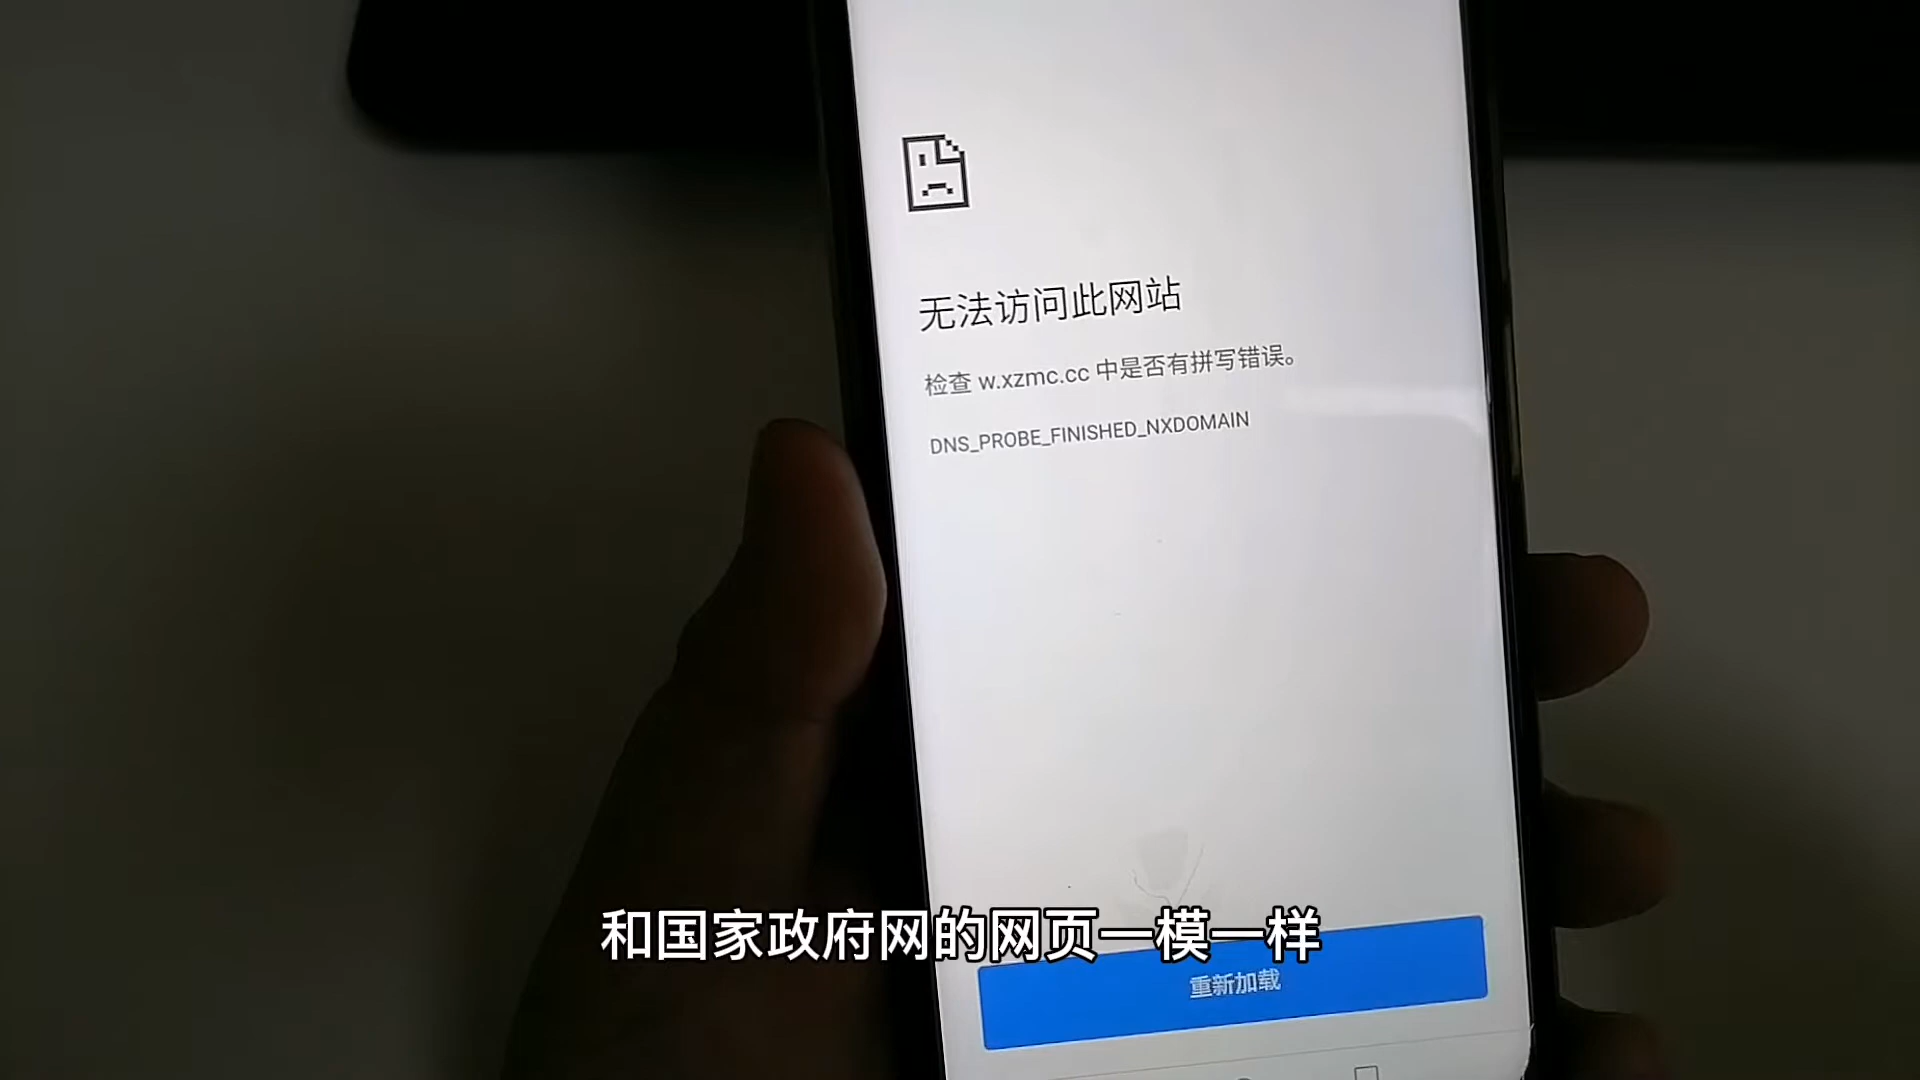 无法访问此网站
检查 w.xzmc.cc 中是否有拼写错误。
DNS_PROBE_FINISHED_NXDOMAIN
和国家政府网的网页一模一样
重新加载